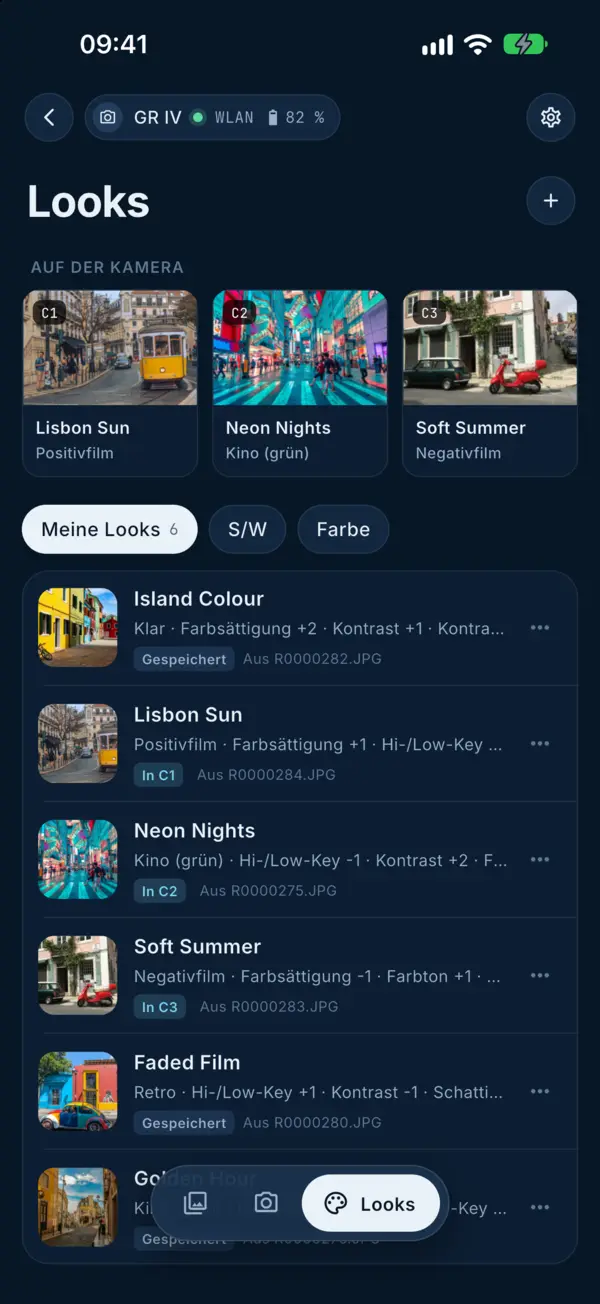 09:41
GR IV WLAN 82 %
Looks
AUF DER KAMERA
C1
C2
C3
Lisbon Sun
Positivfilm
Neon Nights
Kino (grün)
Soft Summer
Negativfilm
Meine Looks 6
S/W
Farbe
Island Colour
Klar · Farbsättigung +2 · Kontrast +1 · Kontra...
Gespeichert Aus R0000282.JPG
Lisbon Sun
Positivfilm · Farbsättigung +1 · Hi-/Low-Key ...
In C1 Aus R0000284.JPG
Neon Nights
Kino (grün) · Hi-/Low-Key -1 · Kontrast +2 · F...
In C2 Aus R0000275.JPG
Soft Summer
Negativfilm · Farbsättigung -1 · Farbton +1 · ...
In C3 Aus R0000283.JPG
Faded Film
Retro · Hi-/Low-Key +1 · Kontrast -1 · Schatti...
Gespeichert Aus R0000280.JPG
Golden Hour
-Key ...
Gespeichert
Looks